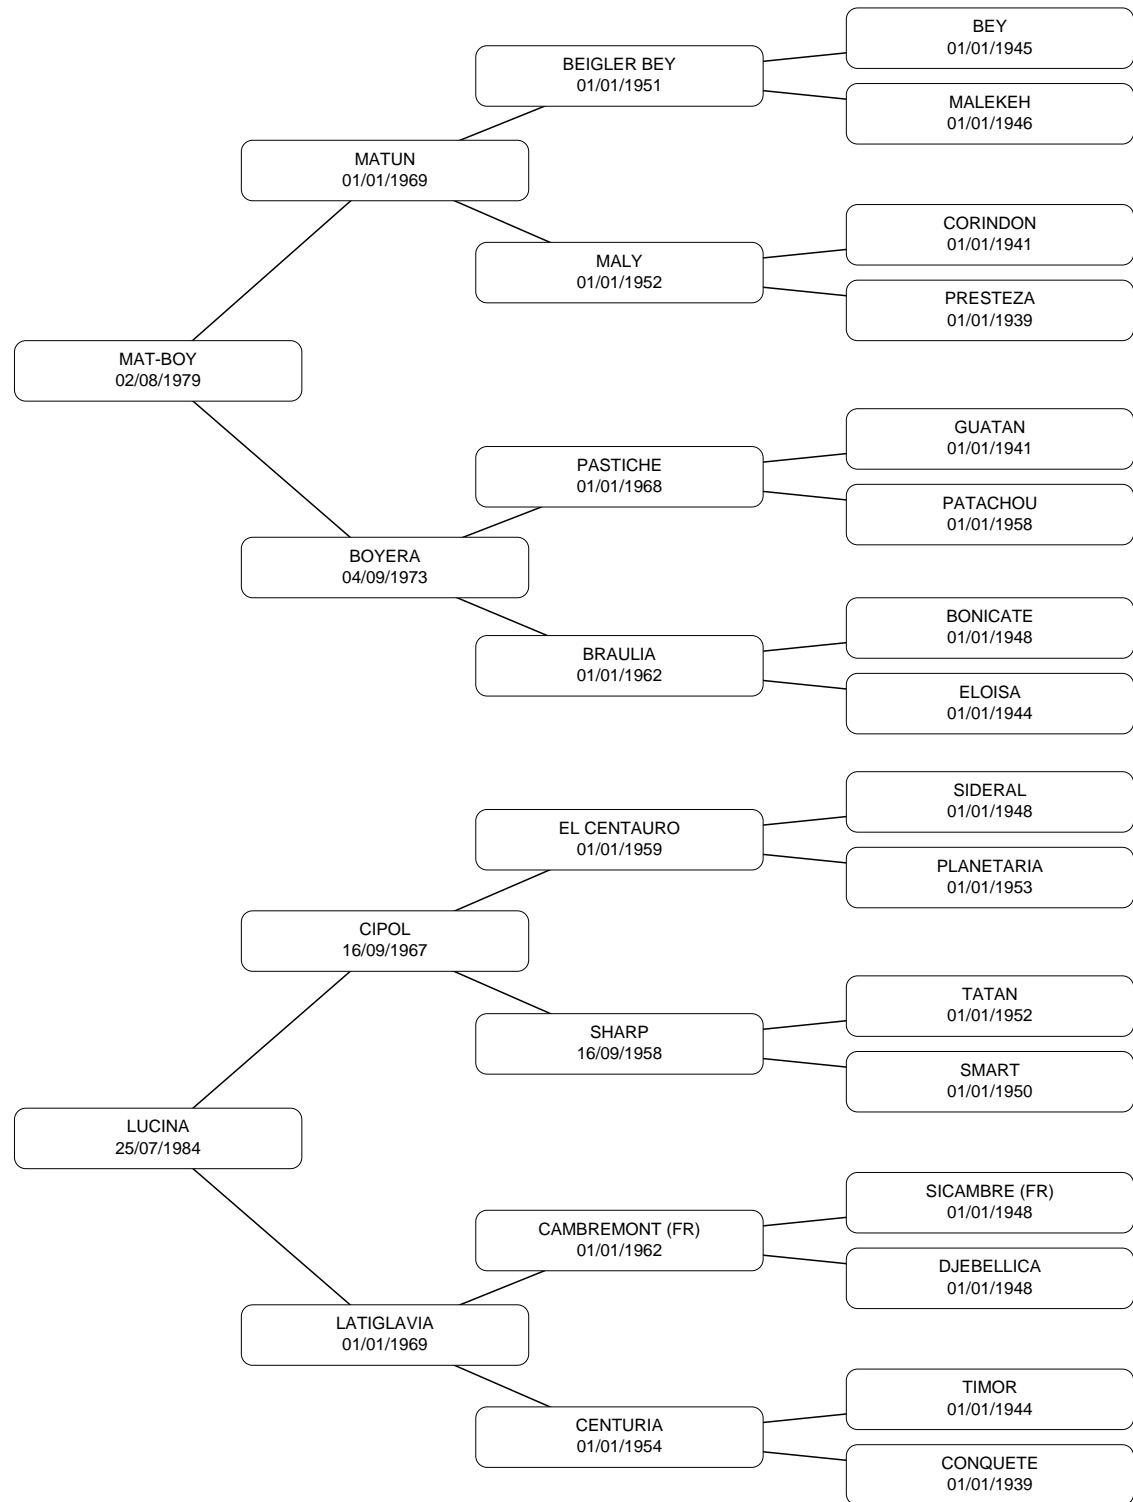 BEY
01/01/1945
BEIGLER BEY
01/01/1951
MALEKEH
01/01/1946
MATUN
01/01/1969
CORINDON
01/01/1941
MALY
01/01/1952
PRESTEZA
01/01/1939
MAT-BOY
02/08/1979
GUATAN
01/01/1941
PASTICHE
01/01/1968
PATACHOU
01/01/1958
BOYERA
04/09/1973
BONICATE
01/01/1948
BRAULIA
01/01/1962
ELOISA
01/01/1944
SIDERAL
01/01/1948
EL CENTAURO
01/01/1959
PLANETARIA
01/01/1953
CIPOL
16/09/1967
TATAN
01/01/1952
SHARP
16/09/1958
SMART
01/01/1950
LUCINA
25/07/1984
SICAMBRE (FR)
01/01/1948
CAMBREMONT (FR)
01/01/1962
DJEBELLICA
01/01/1948
LATIGLAVIA
01/01/1969
TIMOR
01/01/1944
CENTURIA
01/01/1954
CONQUETE
01/01/1939